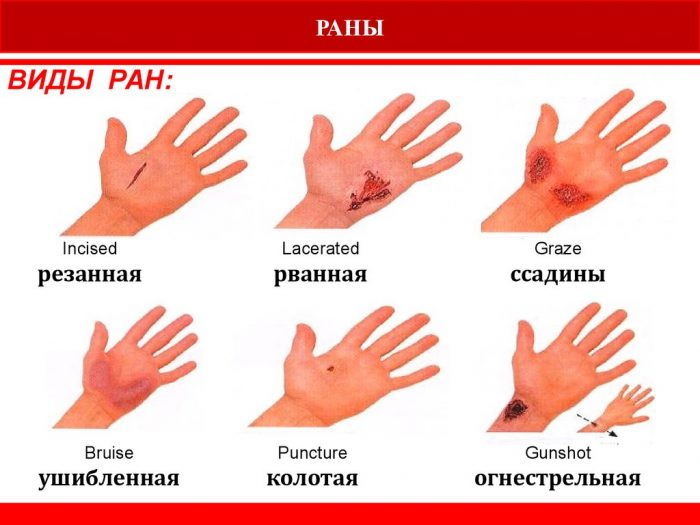 РАНЫ
ВИДЫ РАН:
Incised Lacerated Graze
резанная рванная ссадины
Bruise Puncture Gunshot
ушибленная колотая огнестрельная